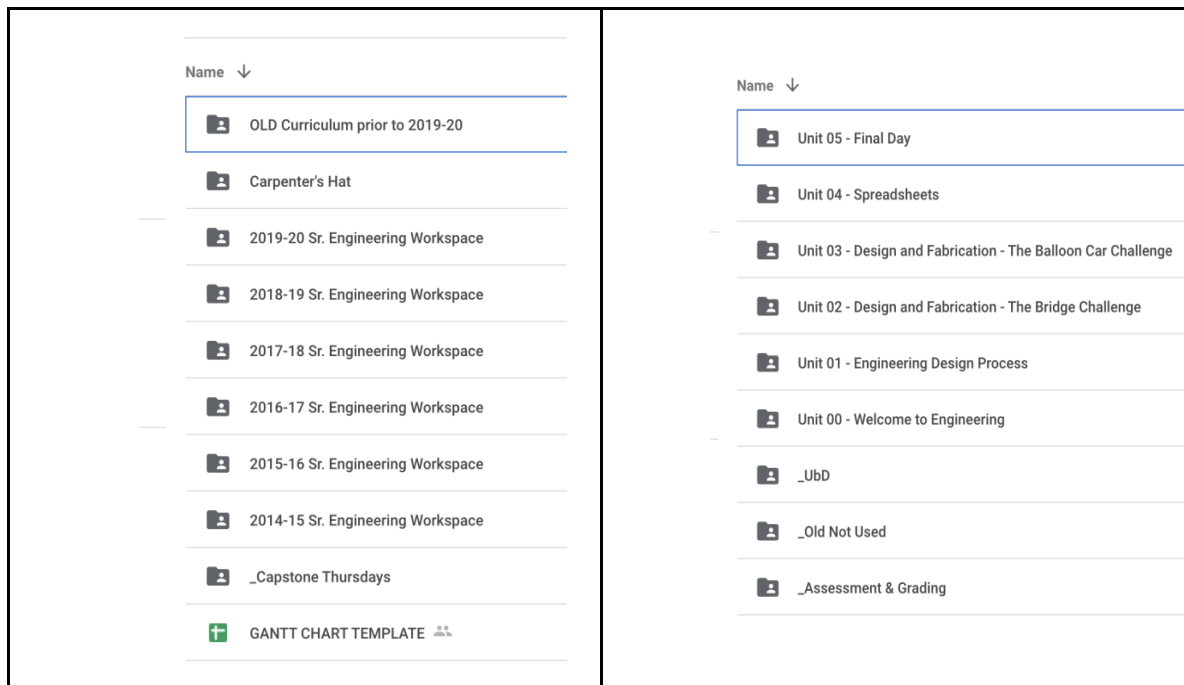 Name
OLD Curriculum prior to 2019-20
Carpenter's Hat
2019-20 Sr. Engineering Workspace
2018-19 Sr. Engineering Workspace
2017-18 Sr. Engineering Workspace
2016-17 Sr. Engineering Workspace
2015-16 Sr. Engineering Workspace
2014-15 Sr. Engineering Workspace
_Capstone Thursdays
GANTT CHART TEMPLATE
Name
Unit 05 - Final Day
Unit 04 - Spreadsheets
Unit 03 - Design and Fabrication - The Balloon Car Challenge
Unit 02 - Design and Fabrication - The Bridge Challenge
Unit 01 - Engineering Design Process
Unit 00 - Welcome to Engineering
_UbD
_Old Not Used
_Assessment & Grading